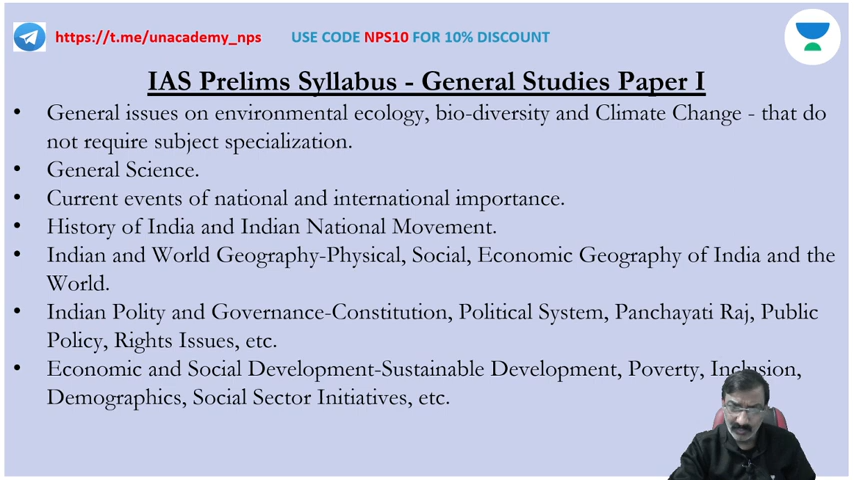 https://t.me/unacademy_nps USE CODE NPS10 FOR 10% DISCOUNT
IAS Prelims Syllabus - General Studies Paper I
• General issues on environmental ecology, bio-diversity and Climate Change - that do
not require subject specialization.
• General Science.
• Current events of national and international importance.
• History of India and Indian National Movement.
• Indian and World Geography-Physical, Social, Economic Geography of India and the
World.
• Indian Polity and Governance-Constitution, Political System, Panchayati Raj, Public
Policy, Rights Issues, etc.
• Economic and Social Development-Sustainable Development, Poverty, Inclusion,
Demographics, Social Sector Initiatives, etc.